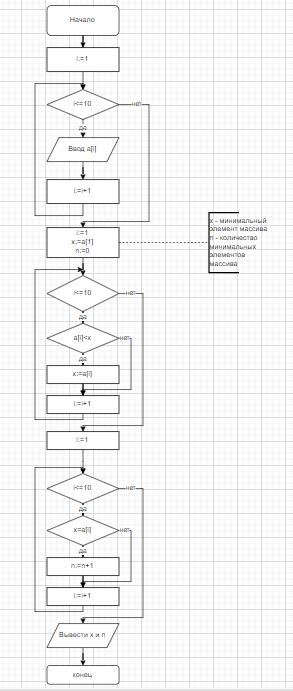 Начало
i:=1
i<=10
нет
да
Ввод a[i]
i:=i+1
i:=1
x:=a[1]
n:=0
x - минимальный
элемент массива
n - количество
минимальных
элементов
массива
i<=10
нет
да
a[i]<x
нет
да
x:=a[i]
i:=i+1
i:=1
i<=10
нет
да
x=a[i]
нет
да
n:=n+1
i:=i+1
Вывести x и n
конец